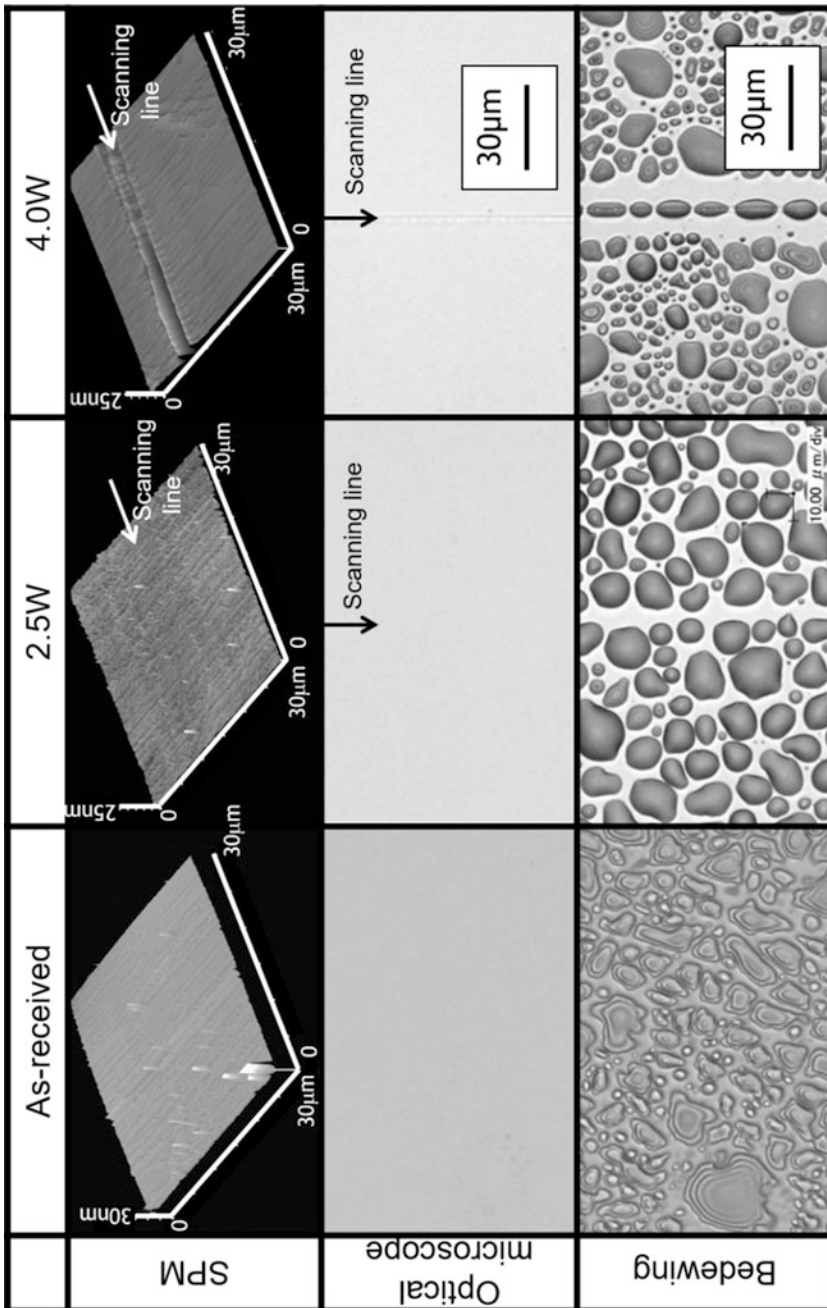 As-received
2.5W
4.0W
SPM
30nm
0
30μm
0
30μm
25nm
0
30μm
0
30μm
Scanning
line
25nm
0
30μm
0
30μm
Scanning
line
Optical
microscope
Scanning line
Scanning line
30μm
Bedewing
10.00 μm/div
30μm